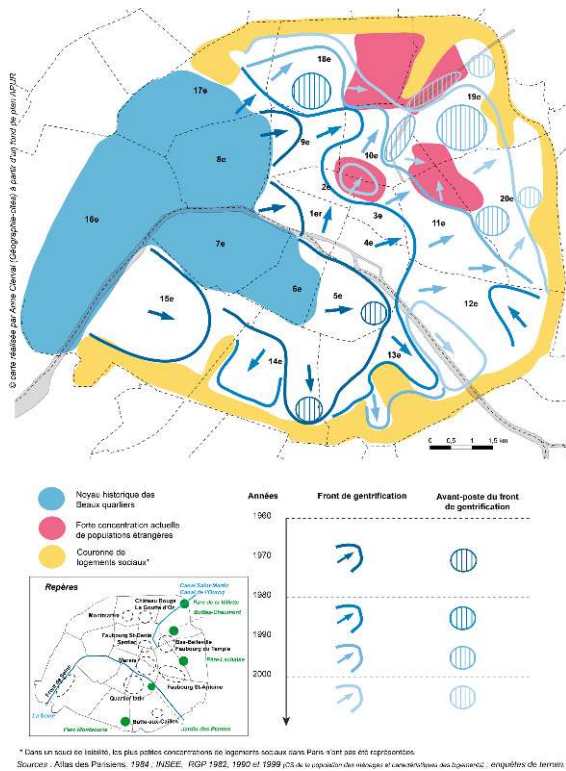 © carte réalisée par Anne Clerval (Géographie-cités) à partir d'un fond de plan APUR
17e
18e
19e
8e
9e
10e
2e
16e
1er
3e
20e
11e
7e
4e
6e
15e
5e
12e
14e
13e
0 0,5 1 1,5 km
Noyau historique des
Beaux quartiers
Forte concentration actuelle
de populations étrangères
Couronne de
logements sociaux*
Années
Front de gentrification
Avant-poste du front
de gentrification
1960
1970
1980
1990
2000
Repères
Canal Saint-Martin
Canal de l'Ourcq
Château Rouge
La Goutte d'Or
Parc de la Villette
Buttes-Chaumont
Montmartre
Faubourg St-Denis
Sentier
Bas-Belleville
Faubourg du Temple
Père-Lachaise
Marais
Front de Seine
Faubourg St-Antoine
Quartier latin
La Seine
Butte-aux-Cailles
Parc Montsouris
Jardin des Plantes
* Dans un souci de lisibilité, les plus petites concentrations de logements sociaux dans Paris n'ont pas été représentées.
Sources : Atlas des Parisiens, 1984 ; INSEE, RGP 1982, 1990 et 1999 (CS de la population des ménages et caractéristiques des logements) ; enquêtes de terrain.